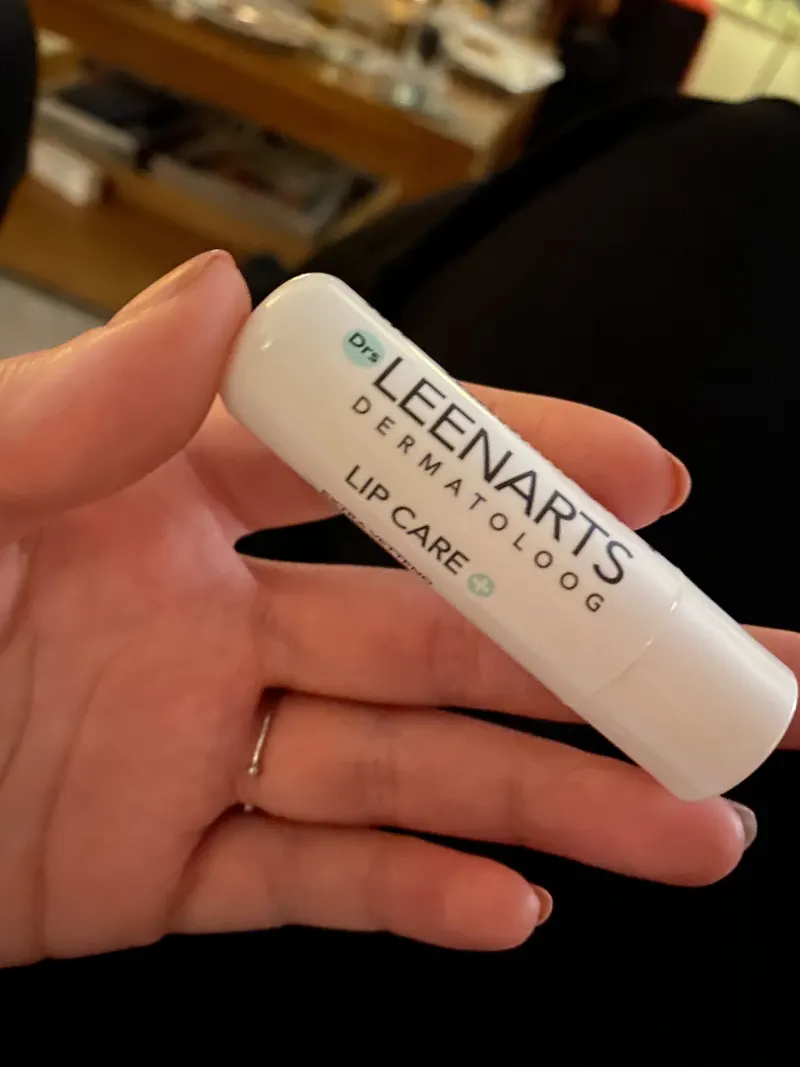 Drs
LEENARTS
DERMATOLOOG
LIP CARE +